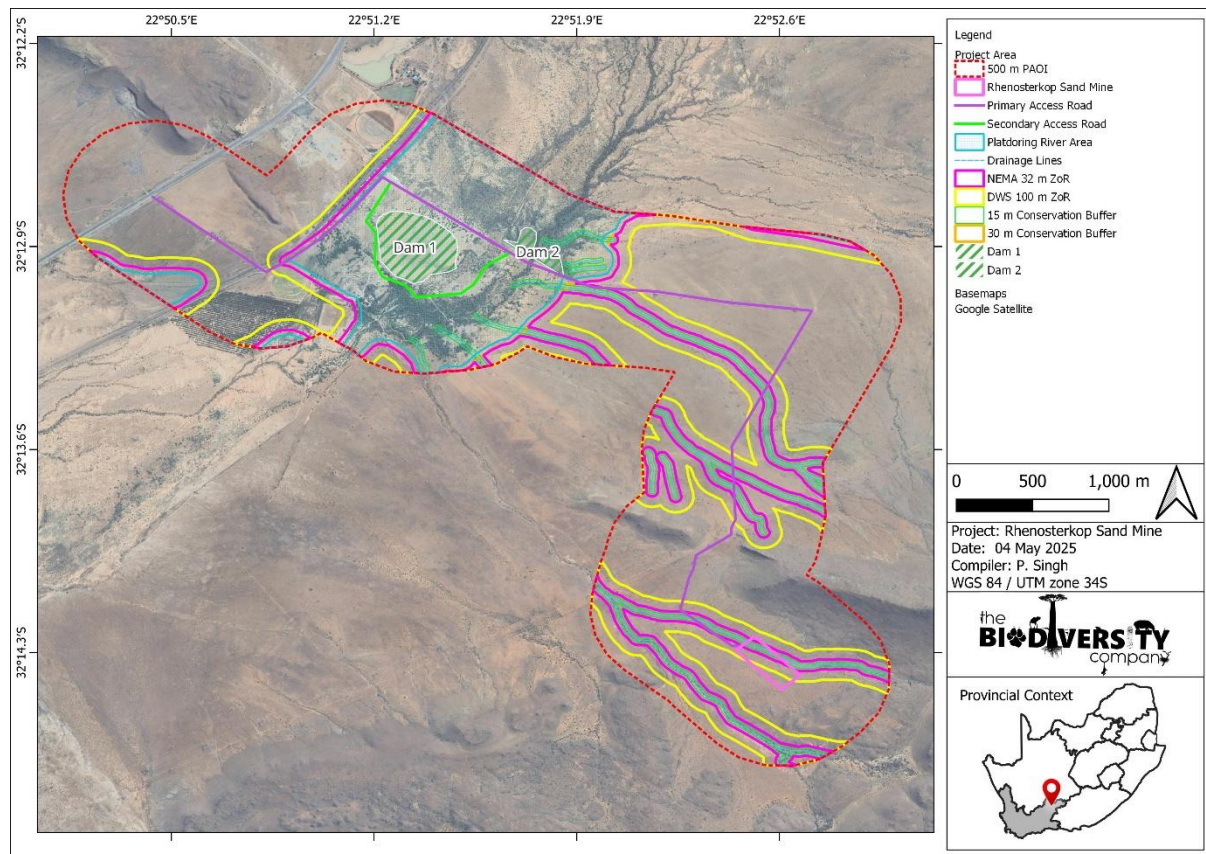 22°50.5'E
22°51.2'E
22°51.9'E
22°52.6'E
32°12.2'S
32°12.9'S
32°13.6'S
32°14.3'S
Dam 1
Dam 2
Legend
Project Area
500 m PAOI
Rhenosterkop Sand Mine
Primary Access Road
Secondary Access Road
Platdoring River Area
Drainage Lines
NEMA 32 m ZoR
DWS 100 m ZoR
15 m Conservation Buffer
30 m Conservation Buffer
Dam 1
Dam 2
Basemaps
Google Satellite
0 500 1,000 m
Project: Rhenosterkop Sand Mine
Date: 04 May 2025
Compiler: P. Singh
WGS 84 / UTM zone 34S
the
BIODIVERSITY
company
Provincial Context